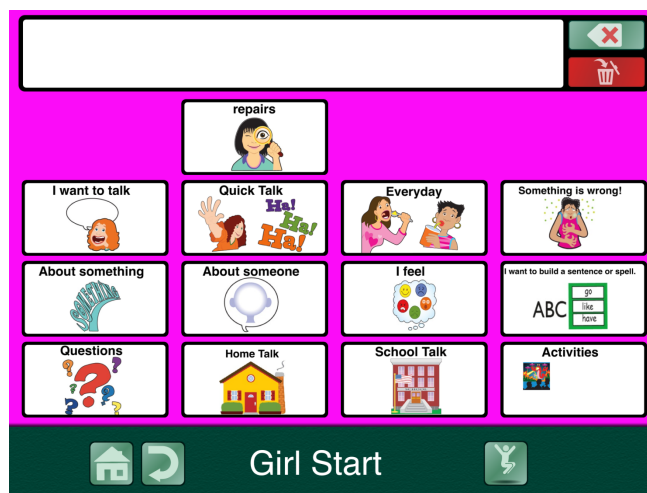 repairs
I want to talk
Quick Talk
Ha!
Ha!
Ha!
Everyday
Something is wrong!
About something
SOMETHING
About someone
I feel
I want to build a sentence or spell.
ABC
go
like
have
Questions
Home Talk
School Talk
Activities
Girl Start